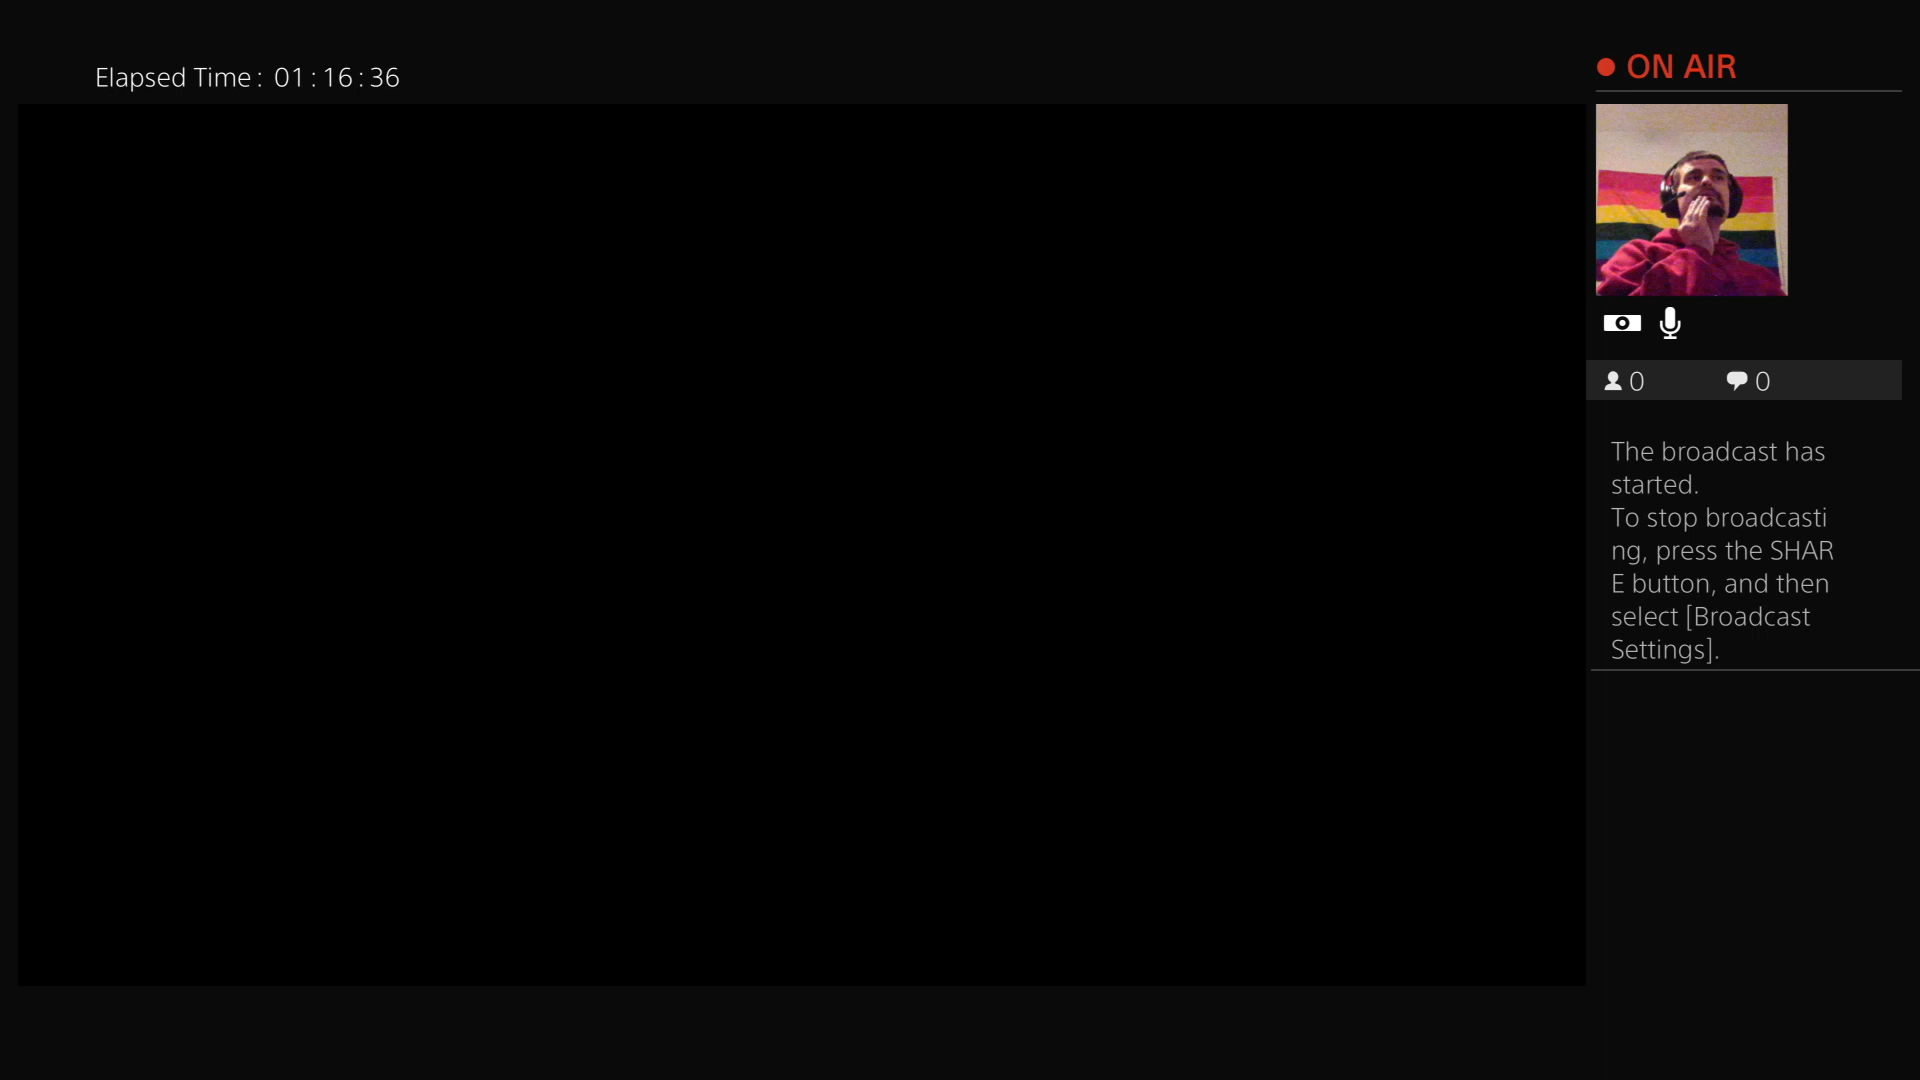 Elapsed Time: 01:16:36
ON AIR
0 0
The broadcast has
started.
To stop broadcasti
ng, press the SHAR
E button, and then
select [Broadcast
Settings].